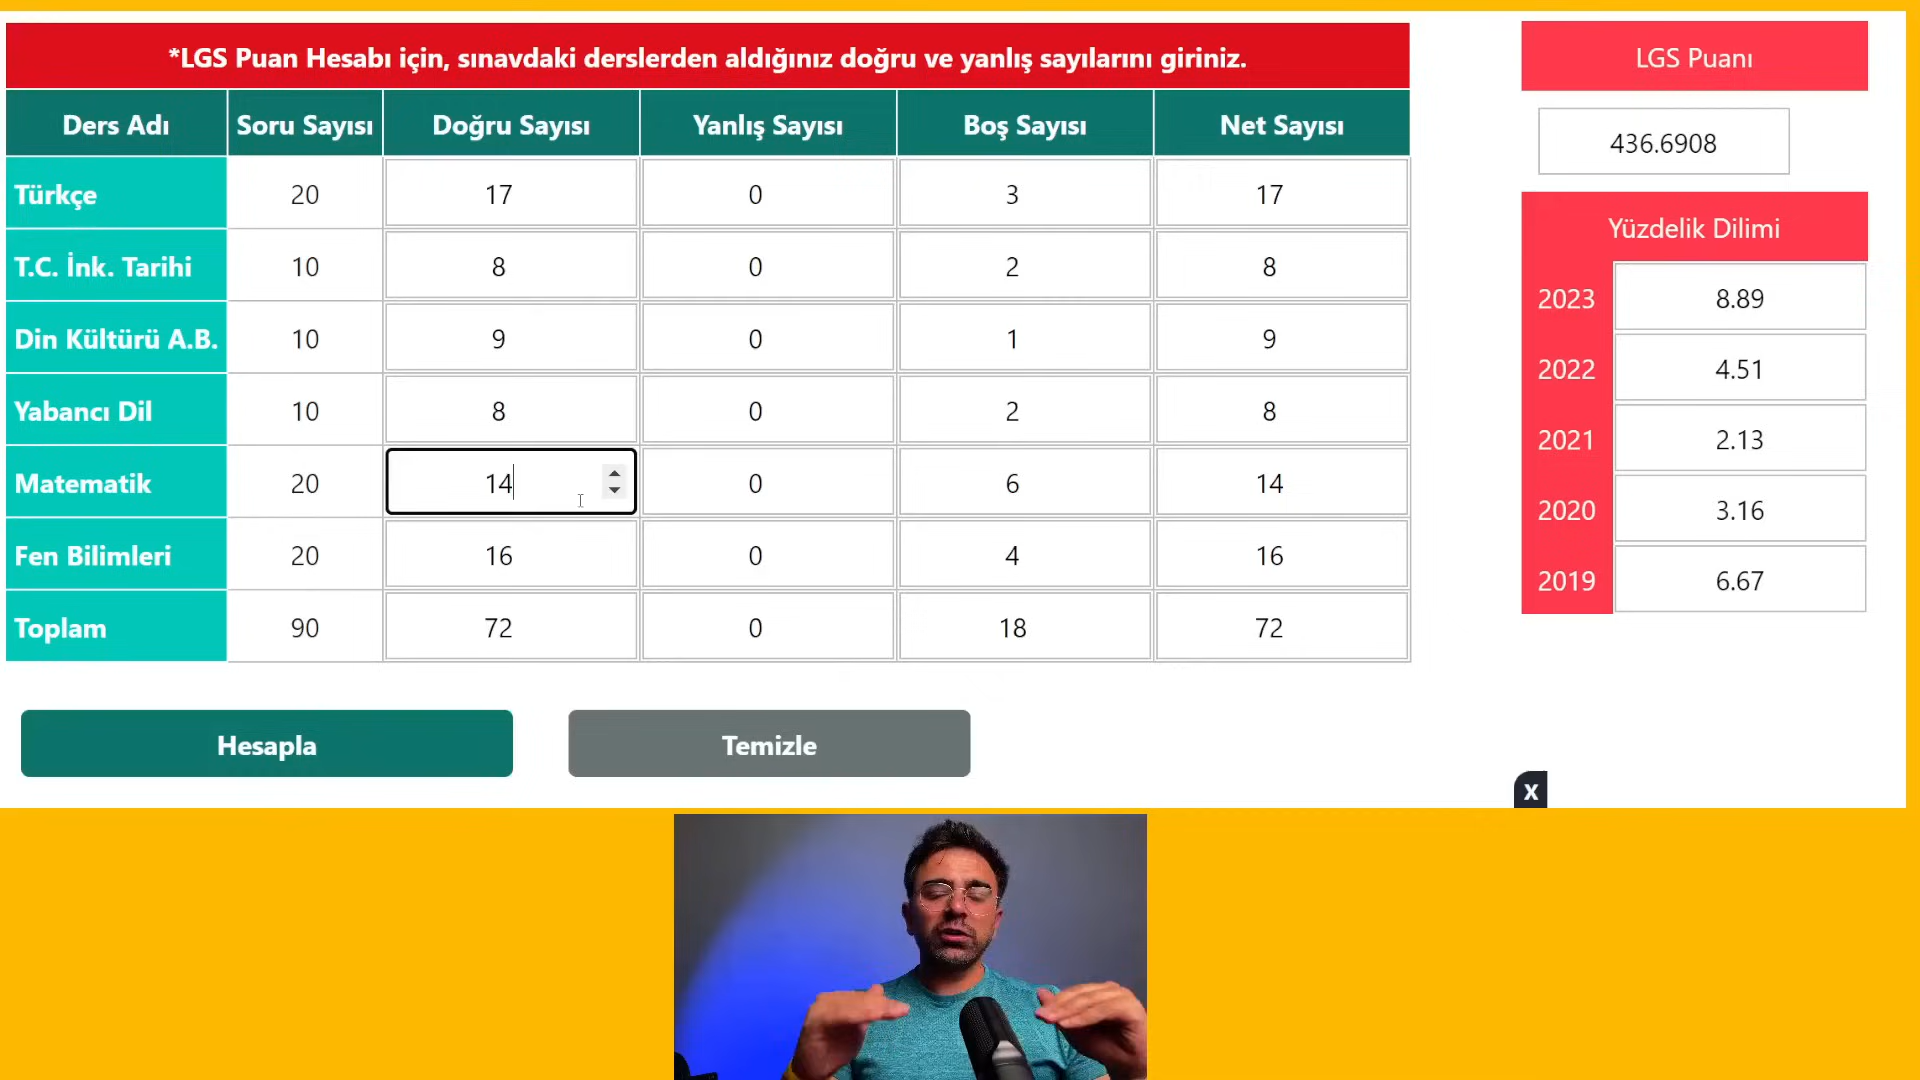 *LGS Puan Hesabı için, sınavdaki derslerden aldığınız doğru ve yanlış sayılarını giriniz.
Ders Adı Soru Sayısı Doğru Sayısı Yanlış Sayısı Boş Sayısı Net Sayısı
Türkçe 20 17 0 3 17
T.C. İnk. Tarihi 10 8 0 2 8
Din Kültürü A.B. 10 9 0 1 9
Yabancı Dil 10 8 0 2 8
Matematik 20 14 0 6 14
Fen Bilimleri 20 16 0 4 16
Toplam 90 72 0 18 72
Hesapla Temizle
LGS Puanı
436.6908
Yüzdelik Dilimi
2023 8.89
2022 4.51
2021 2.13
2020 3.16
2019 6.67
X